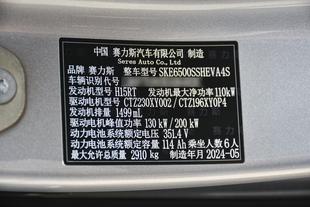 中国 赛力斯汽车有限公司 制造
Seres Auto Co., Ltd.
品牌 赛力斯 整车型号 SKE6500SSHEVA4S
车辆识别代号
发动机型号 H15RT 发动机最大净功率 110kW
驱动电机型号 CTZ230XY002 / CTZ196XY0P4
发动机排量 1499mL
驱动电机峰值功率 130 kW / 200 kW
动力电池系统额定电压 351.4 V
动力电池系统额定容量 114 Ah 乘坐人数 6人
最大允许总质量 2910 kg 制造年月 2024-05